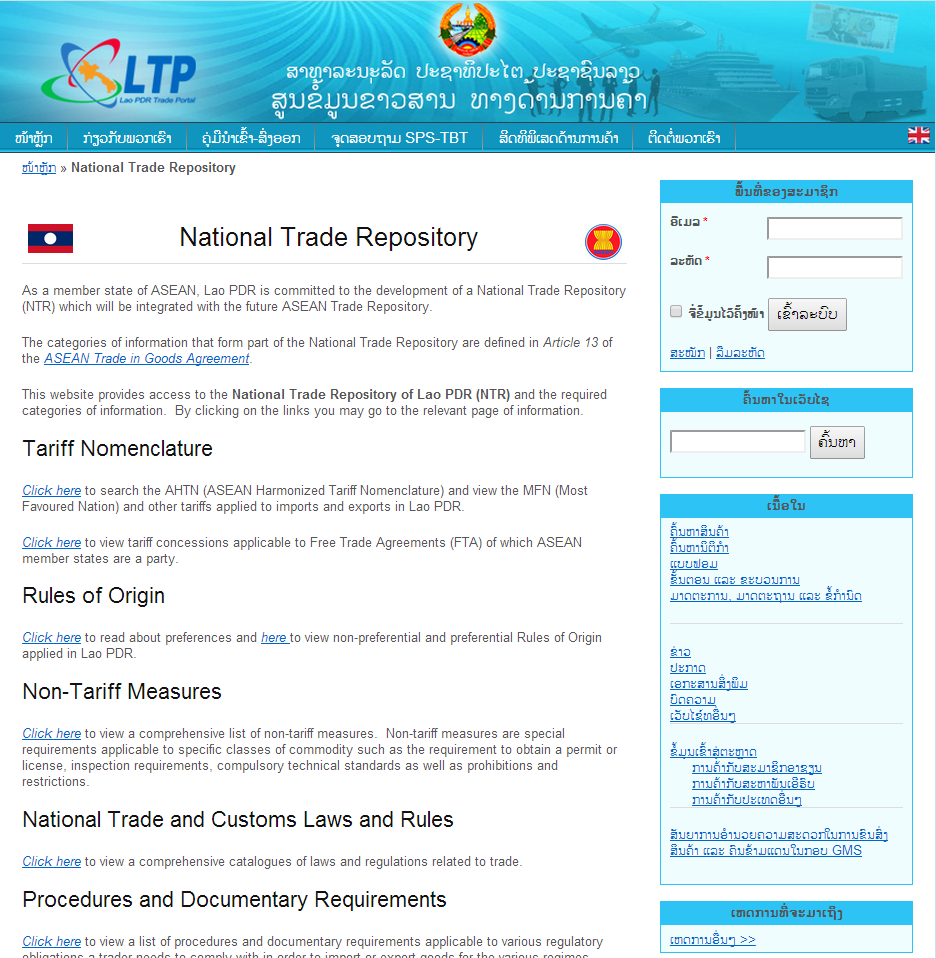 LTP
Lao PDR Trade Portal
ສາທາລະນະລັດ ປະຊາທິປະໄຕ ປະຊາຊົນລາວ
ສູນຂໍ້ມູນຂ່າວສານ ທາງດ້ານການຄ້າ
ໜ້າຫຼັກ ກ່ຽວກັບພວກເຮົາ ຄູ່ມືນຳເຂົ້າ-ສົ່ງອອກ ຈຸດສອບຖາມ SPS-TBT ສິດທິພິເສດດ້ານການຄ້າ ຕິດຕໍ່ພວກເຮົາ
ໜ້າຫຼັກ » National Trade Repository
National Trade Repository
As a member state of ASEAN, Lao PDR is committed to the development of a National Trade Repository
(NTR) which will be integrated with the future ASEAN Trade Repository.
The categories of information that form part of the National Trade Repository are defined in Article 13 of
the ASEAN Trade in Goods Agreement.
This website provides access to the National Trade Repository of Lao PDR (NTR) and the required
categories of information. By clicking on the links you may go to the relevant page of information.
Tariff Nomenclature
Click here to search the AHTN (ASEAN Harmonized Tariff Nomenclature) and view the MFN (Most
Favoured Nation) and other tariffs applied to imports and exports in Lao PDR.
Click here to view tariff concessions applicable to Free Trade Agreements (FTA) of which ASEAN
member states are a party.
Rules of Origin
Click here to read about preferences and here to view non-preferential and preferential Rules of Origin
applied in Lao PDR.
Non-Tariff Measures
Click here to view a comprehensive list of non-tariff measures. Non-tariff measures are special
requirements applicable to specific classes of commodity such as the requirement to obtain a permit or
license, inspection requirements, compulsory technical standards as well as prohibitions and
restrictions.
National Trade and Customs Laws and Rules
Click here to view a comprehensive catalogues of laws and regulations related to trade.
Procedures and Documentary Requirements
Click here to view a list of procedures and documentary requirements applicable to various regulatory
obligations a trader needs to comply with in order to import or export goods for the various regimes
ພື້ນທີ່ຂອງສະມາຊິກ
ອີເມລ *
ລະຫັດ *
ຈື່ຂໍ້ມູນໄວ້ຄັ້ງໜ້າ ເຂົ້າລະບົບ
ສະໝັກ | ລືມລະຫັດ
ຄົ້ນຫາໃນເວັບໄຊ
ຄົ້ນຫາ
ເນື້ອໃນ
ຄົ້ນຫາສິນຄ້າ
ຄົ້ນຫານິຕິກຳ
ແບບຟອມ
ຂັ້ນຕອນ ແລະ ຂະບວນການ
ມາດຕະການ, ມາດຕະຖານ ແລະ ຂໍ້ກຳນົດ
ຂ່າວ
ປະກາດ
ເອກະສານສິ່ງພິມ
ບົດຄວາມ
ເວັບໄຊ໌ທອື່ນໆ
ຂໍ້ມູນເຂົ້າສູ່ຕະຫຼາດ
ການຄ້າກັບສະມາຊິກອາຊຽນ
ການຄ້າກັບສະຫາພັນເອີຣົບ
ການຄ້າກັບປະເທດອື່ນໆ
ສັນຍາການອຳນວຍຄວາມສະດວກໃນການຂົນສົ່ງ
ສິນຄ້າ ແລະ ຄົນຂ້າມແດນໃນກອບ GMS
ເຫດການທີ່ຈະມາເຖິງ
ເຫດການອື່ນໆ >>